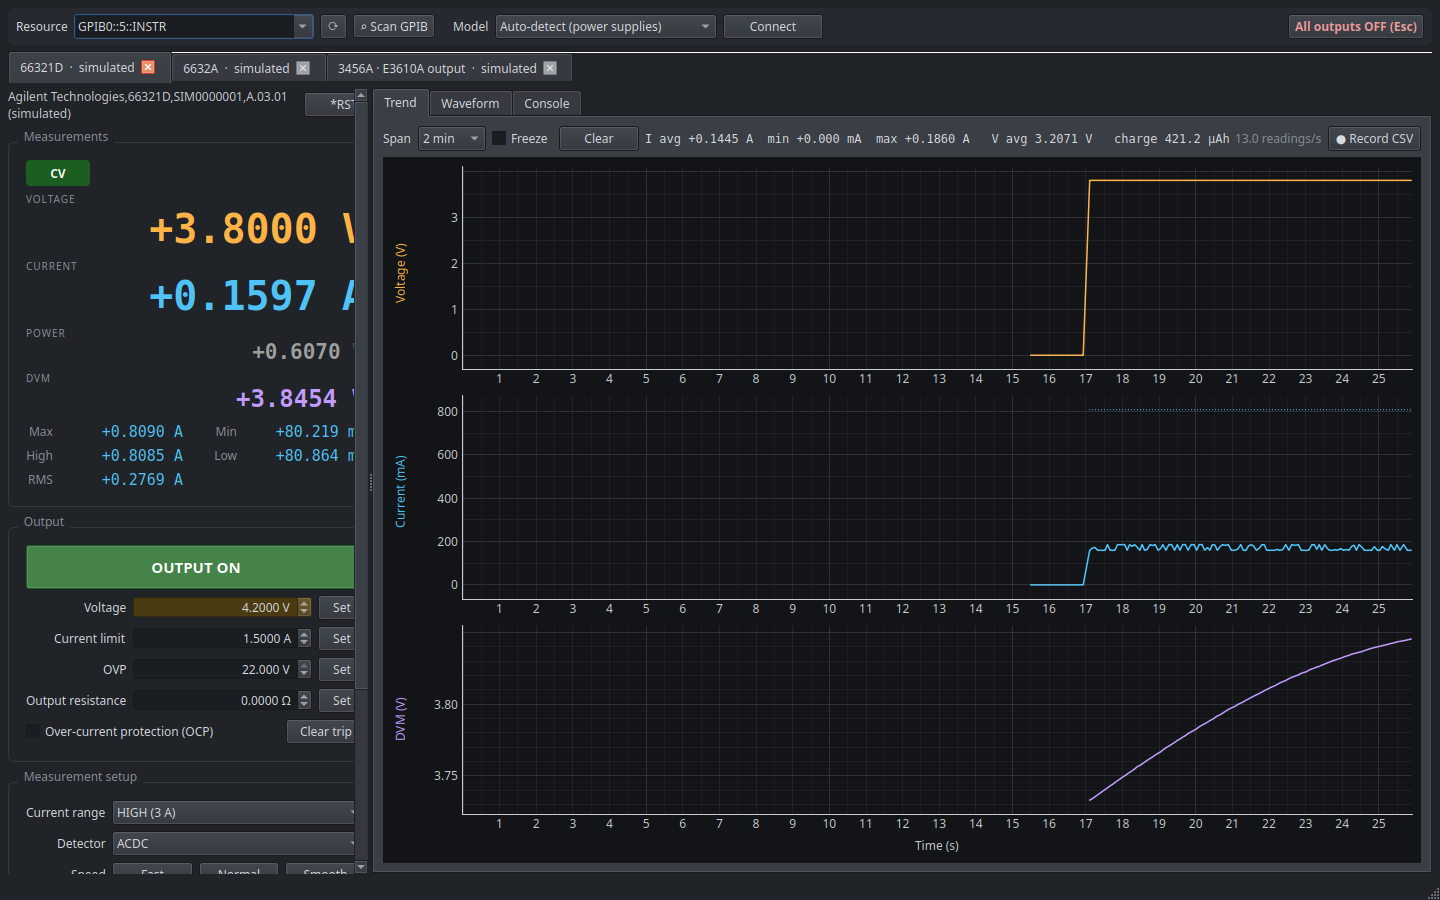 Resource GPIB0::5::INSTR ⟳ ⌕ Scan GPIB Model Auto-detect (power supplies) Connect All outputs OFF (Esc)
66321D · simulated 6632A · simulated 3456A · E3610A output · simulated
Agilent Technologies,66321D,SIM0000001,A.03.01
(simulated)
*RST
Trend Waveform Console
Measurements
Span 2 min Freeze Clear I avg +0.1445 A min +0.000 mA max +0.1860 A V avg 3.2071 V charge 421.2 µAh 13.0 readings/s ● Record CSV
CV
VOLTAGE
+3.8000 V
CURRENT
+0.1597 A
POWER
+0.6070
DVM
+3.8454
Max +0.8090 A Min +80.219 m
High +0.8085 A Low +80.864 m
RMS +0.2769 A
Output
OUTPUT ON
Voltage 4.2000 V Set
Current limit 1.5000 A Set
OVP 22.000 V Set
Output resistance 0.0000 Ω Set
Over-current protection (OCP) Clear trip
Measurement setup
Current range HIGH (3 A)
Detector ACDC
Speed Fast Normal Smooth
Voltage (V)
3
2
1
0
1 2 3 4 5 6 7 8 9 10 11 12 13 14 15 16 17 18 19 20 21 22 23 24 25
Current (mA)
800
600
400
200
0
1 2 3 4 5 6 7 8 9 10 11 12 13 14 15 16 17 18 19 20 21 22 23 24 25
DVM (V)
3.80
3.75
1 2 3 4 5 6 7 8 9 10 11 12 13 14 15 16 17 18 19 20 21 22 23 24 25
Time (s)